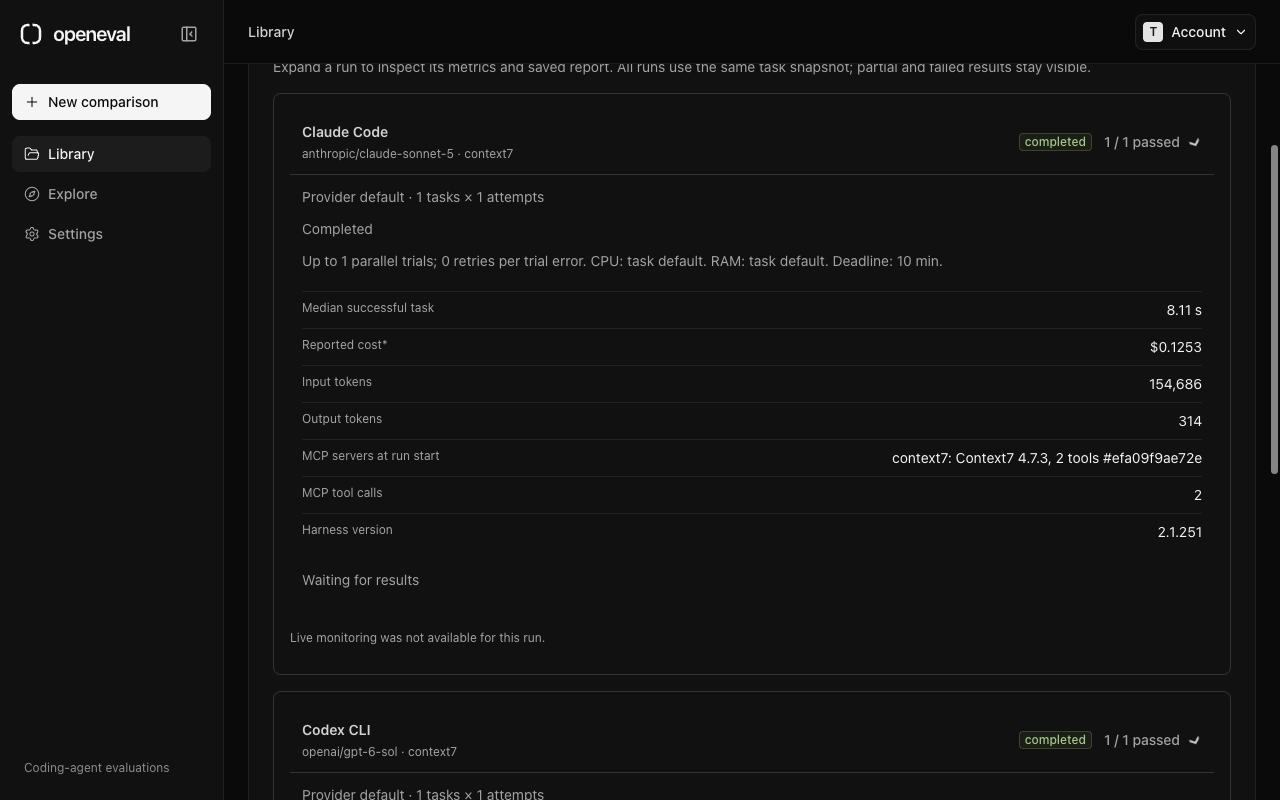 openeval
New comparison
Library
Explore
Settings
Coding-agent evaluations
Library
T Account
Expand a run to inspect its metrics and saved report. All runs use the same task snapshot; partial and failed results stay visible.
Claude Code
anthropic/claude-sonnet-5 · context7
completed 1 / 1 passed
Provider default · 1 tasks × 1 attempts
Completed
Up to 1 parallel trials; 0 retries per trial error. CPU: task default. RAM: task default. Deadline: 10 min.
Median successful task 8.11 s
Reported cost* $0.1253
Input tokens 154,686
Output tokens 314
MCP servers at run start context7: Context7 4.7.3, 2 tools #efa09f9ae72e
MCP tool calls 2
Harness version 2.1.251
Waiting for results
Live monitoring was not available for this run.
Codex CLI
openai/gpt-6-sol · context7
completed 1 / 1 passed
Provider default · 1 tasks × 1 attempts